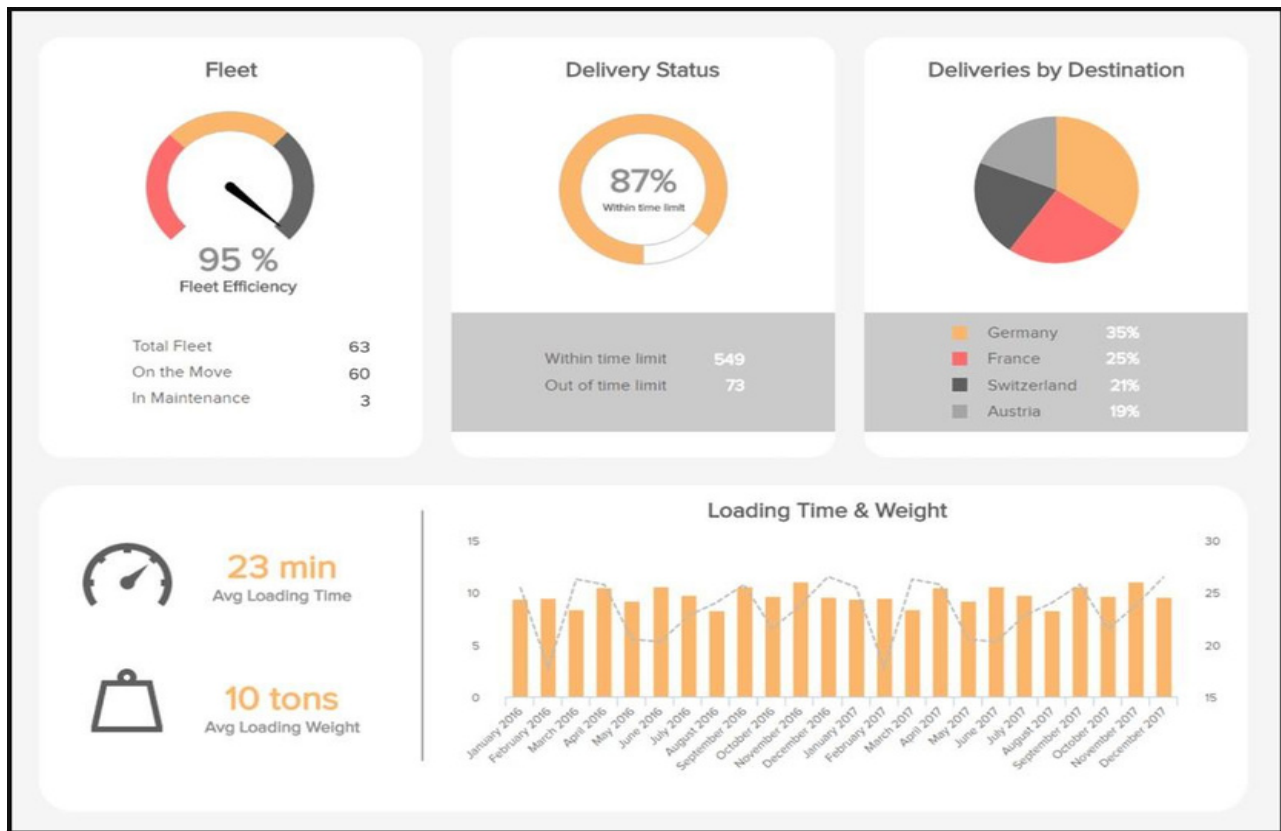 Fleet
95 %
Fleet Efficiency
Total Fleet 63
On the Move 60
In Maintenance 3
Delivery Status
87%
Within time limit
Within time limit 549
Out of time limit 73
Deliveries by Destination
Germany 35%
France 25%
Switzerland 21%
Austria 19%
23 min
Avg Loading Time
10 tons
Avg Loading Weight
Loading Time & Weight
15
10
5
0
30
25
20
15
January 2016
February 2016
March 2016
April 2016
May 2016
June 2016
July 2016
August 2016
September 2016
October 2016
November 2016
December 2016
January 2017
February 2017
March 2017
April 2017
May 2017
June 2017
July 2017
August 2017
September 2017
October 2017
November 2017
December 2017